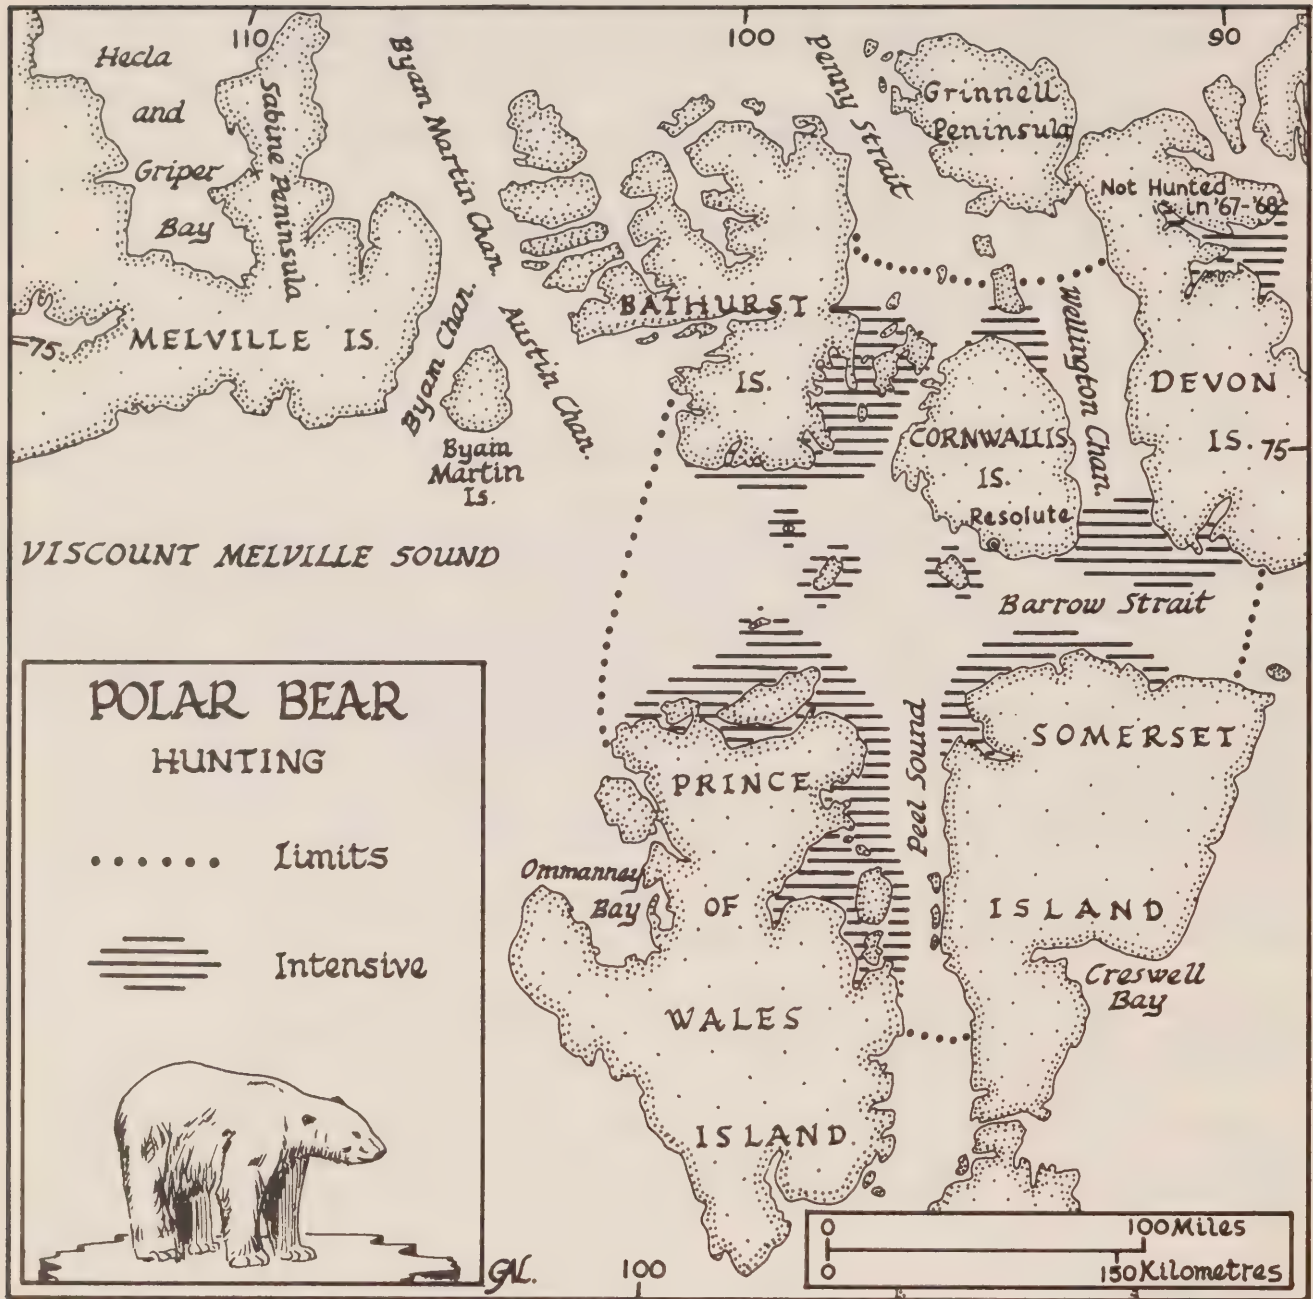 110
100
90
Hecla
and
Griper
Bay
Sabine Peninsula
Byam Martin Chan.
Penny Strait
Grinnell
Peninsula
Not Hunted
in '67-'68
BATHURST
IS.
75
MELVILLE IS.
Byam Chan.
Austin Chan.
Byam
Martin
Is.
Wellington Chan.
DEVON
IS.
75
CORNWALLIS
IS.
Resolute
VISCOUNT MELVILLE SOUND
Barrow Strait
POLAR BEAR
HUNTING
Limits
Intensive
PRINCE
OF
WALES
ISLAND
Peel Sound
SOMERSET
ISLAND
Ommanney
Bay
Creswell
Bay
GAL.
100
0 100 Miles
0 150 Kilometres